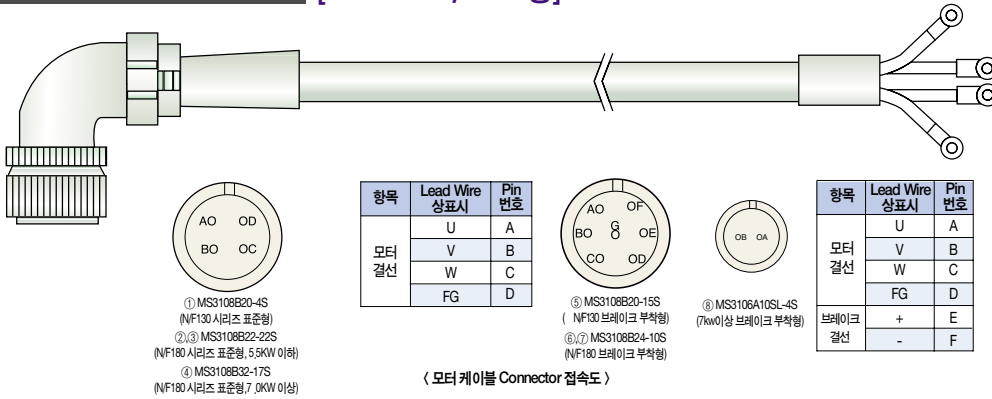 AO OD
BO OC
① MS3108B20-4S
(N/F130 시리즈 표준형)
②,③ MS3108B22-22S
(N/F180 시리즈 표준형, 5.5KW 이하)
④ MS3108B32-17S
(N/F180 시리즈 표준형,7.0KW 이상)
항목 Lead Wire 상표시 Pin 번호
모터 결선
U A
V B
W C
FG D
AO OF
BO G O OE
CO OD
⑤ MS3108B20-15S
( N/F130 브레이크 부착형)
⑥,⑦ MS3108B24-10S
(N/F180 브레이크 부착형)
OB OA
⑧ MS3106A10SL-4S
(7kw이상 브레이크 부착형)
항목 Lead Wire 상표시 Pin 번호
모터 결선
U A
V B
W C
FG D
브레이크 결선
+ E
- F
〈 모터 케이블 Connector 접속도 〉